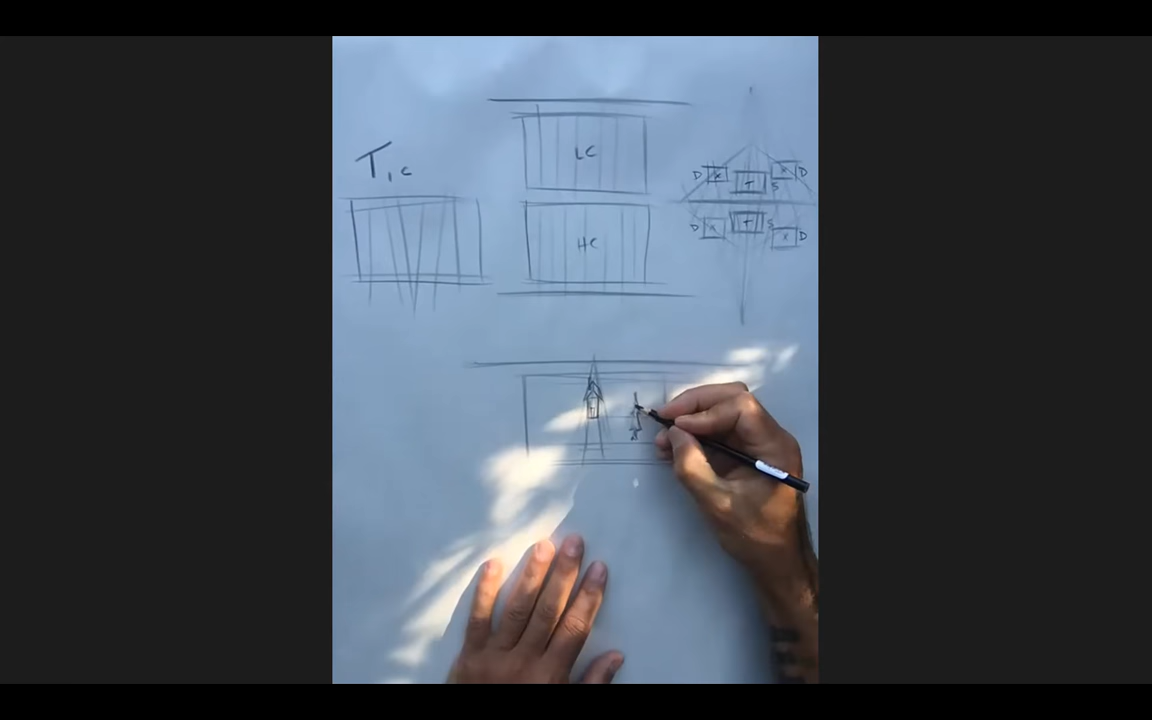 T, C
LC
HC
D x T S x D
D x T S x D
T